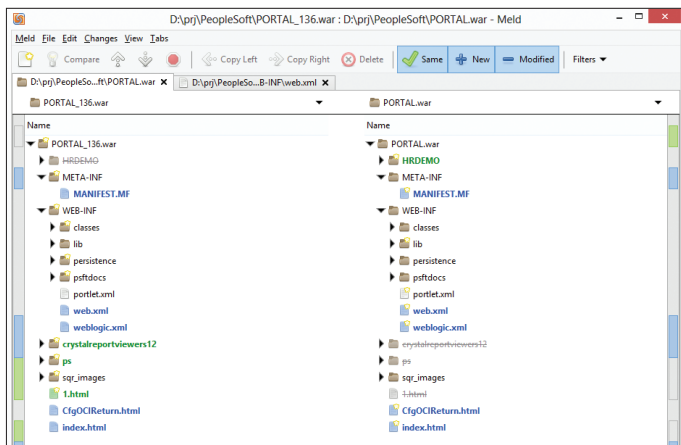 D:\prj\PeopleSoft\PORTAL_136.war : D:\prj\PeopleSoft\PORTAL.war - Meld
Meld File Edit Changes View Tabs
Compare Copy Left Copy Right Delete Same New Modified Filters
D:\prj\PeopleSo...ft\PORTAL.war D:\prj\PeopleSo...B-INF\web.xml
PORTAL_136.war PORTAL.war
Name Name
PORTAL_136.war PORTAL.war
HRDEMO HRDEMO
META-INF META-INF
MANIFEST.MF MANIFEST.MF
WEB-INF WEB-INF
classes classes
lib lib
persistence persistence
psftdocs psftdocs
portlet.xml portlet.xml
web.xml web.xml
weblogic.xml weblogic.xml
crystalreportviewers12 crystalreportviewers12
ps ps
sqr_images sqr_images
1.html 1.html
CfgOCIReturn.html CfgOCIReturn.html
index.html index.html